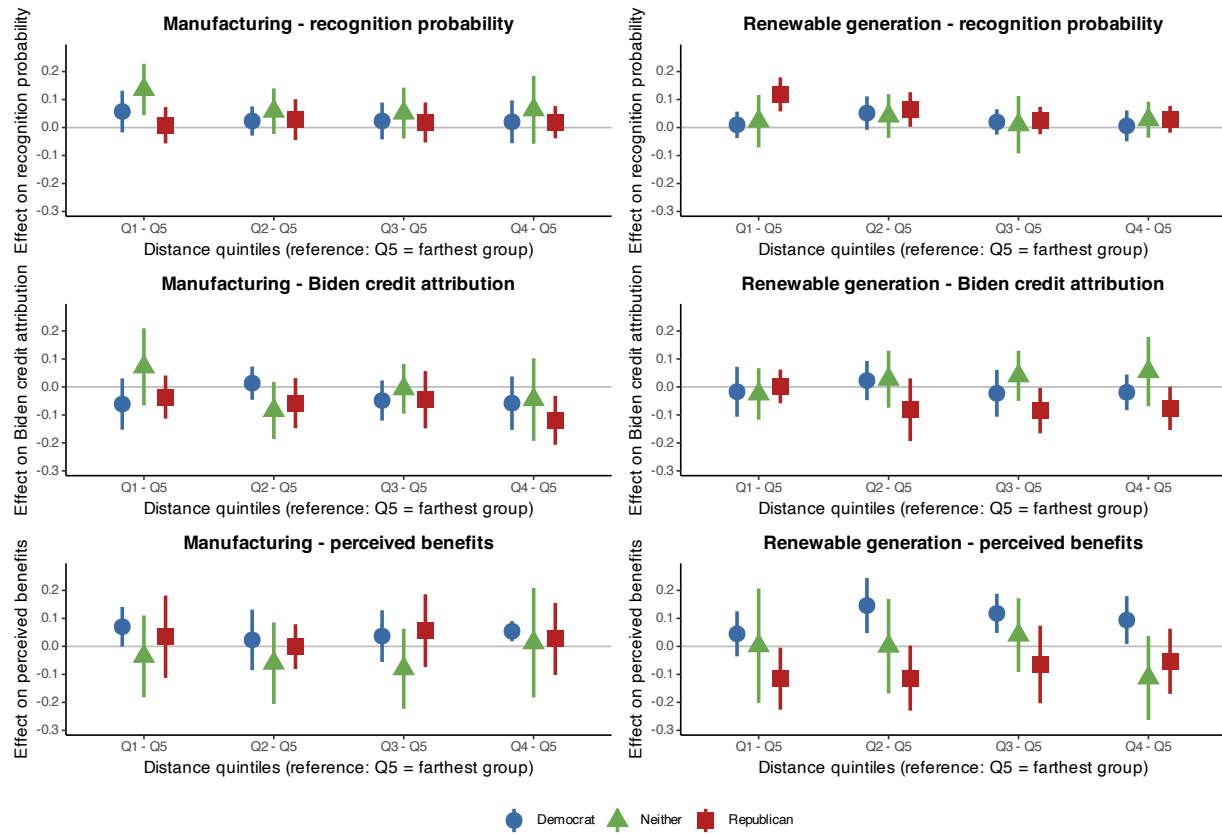 Manufacturing - recognition probability
Effect on recognition probability
0.2
0.1
0.0
-0.1
-0.2
-0.3
Q1 - Q5 Q2 - Q5 Q3 - Q5 Q4 - Q5
Distance quintiles (reference: Q5 = farthest group)
Renewable generation - recognition probability
Effect on recognition probability
0.2
0.1
0.0
-0.1
-0.2
-0.3
Q1 - Q5 Q2 - Q5 Q3 - Q5 Q4 - Q5
Distance quintiles (reference: Q5 = farthest group)
Manufacturing - Biden credit attribution
Effect on Biden credit attribution
0.2
0.1
0.0
-0.1
-0.2
-0.3
Q1 - Q5 Q2 - Q5 Q3 - Q5 Q4 - Q5
Distance quintiles (reference: Q5 = farthest group)
Renewable generation - Biden credit attribution
Effect on Biden credit attribution
0.2
0.1
0.0
-0.1
-0.2
-0.3
Q1 - Q5 Q2 - Q5 Q3 - Q5 Q4 - Q5
Distance quintiles (reference: Q5 = farthest group)
Manufacturing - perceived benefits
Effect on perceived benefits
0.2
0.1
0.0
-0.1
-0.2
-0.3
Q1 - Q5 Q2 - Q5 Q3 - Q5 Q4 - Q5
Distance quintiles (reference: Q5 = farthest group)
Renewable generation - perceived benefits
Effect on perceived benefits
0.2
0.1
0.0
-0.1
-0.2
-0.3
Q1 - Q5 Q2 - Q5 Q3 - Q5 Q4 - Q5
Distance quintiles (reference: Q5 = farthest group)
Democrat Neither Republican